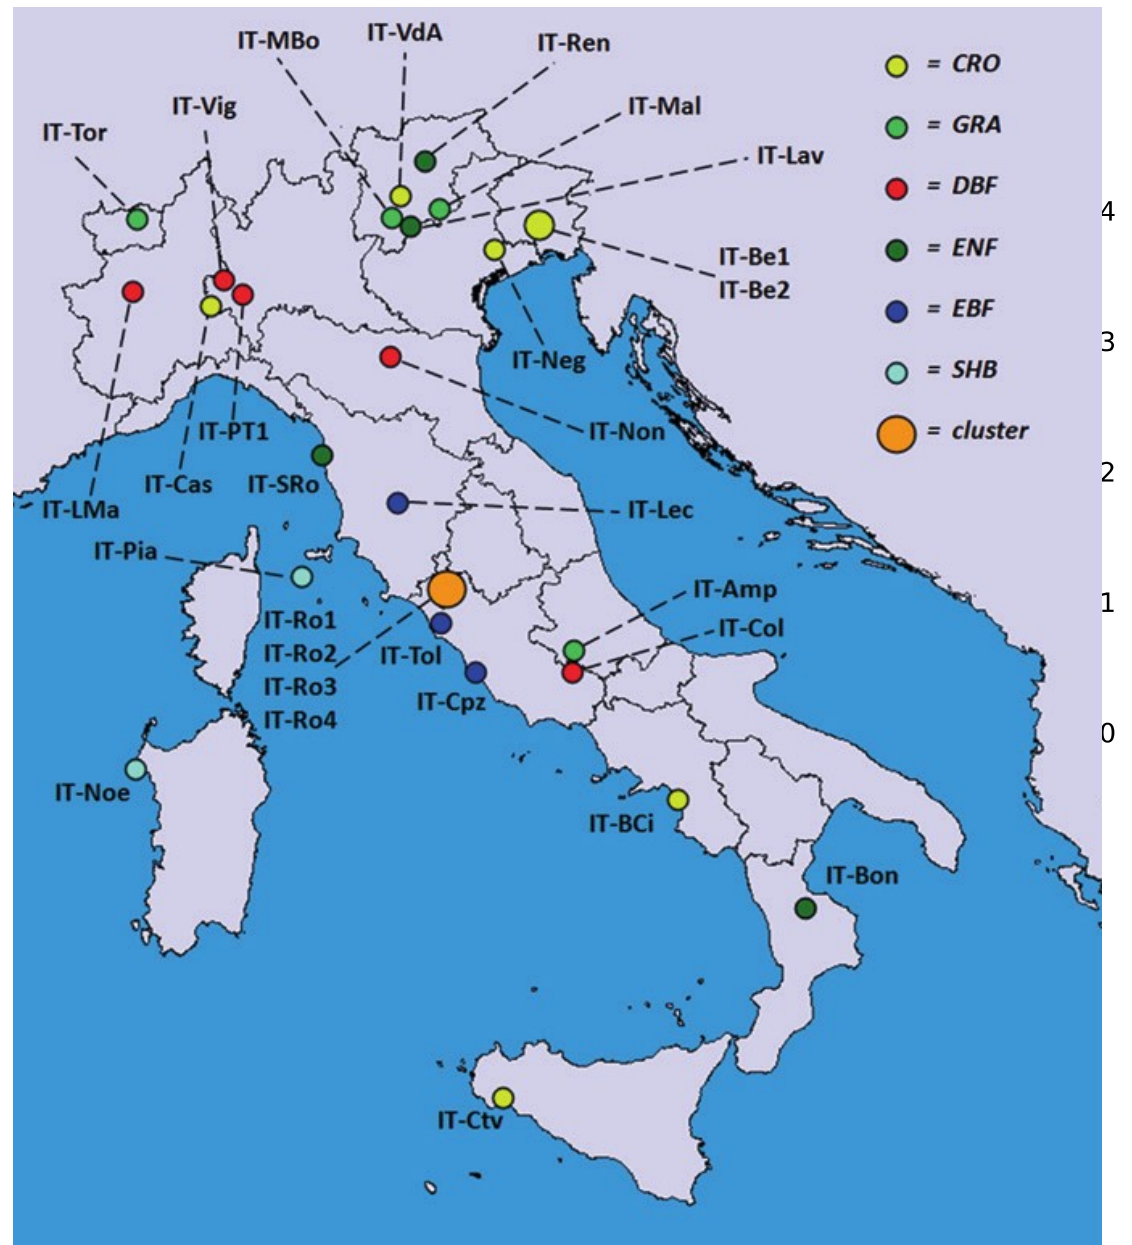 IT-MBo
IT-VdA
IT-Ren
IT-Vig
IT-Mal
IT-Tor
IT-Lav
IT-Be1
IT-Be2
IT-Neg
IT-Non
IT-PT1
IT-Cas
IT-SRo
IT-LMa
IT-Lec
IT-Pia
IT-Amp
IT-Ro1
IT-Ro2
IT-Ro3
IT-Ro4
IT-Col
IT-Tol
IT-Cpz
IT-Noe
IT-BCi
IT-Bon
IT-Ctv
= CRO
= GRA
= DBF
= ENF
= EBF
= SHB
= cluster
4
3
2
1
0